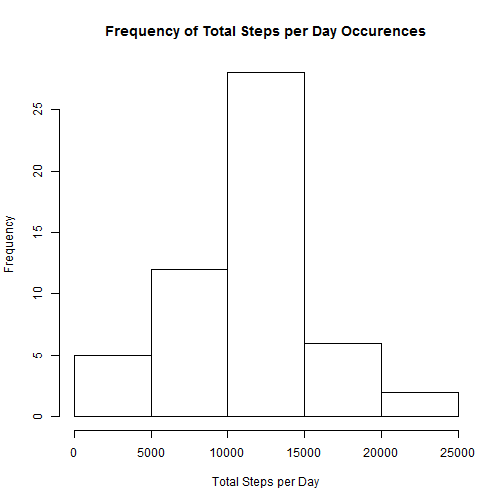 Frequency of Total Steps per Day Occurences
Frequency
25
20
15
10
5
0
0 5000 10000 15000 20000 25000
Total Steps per Day